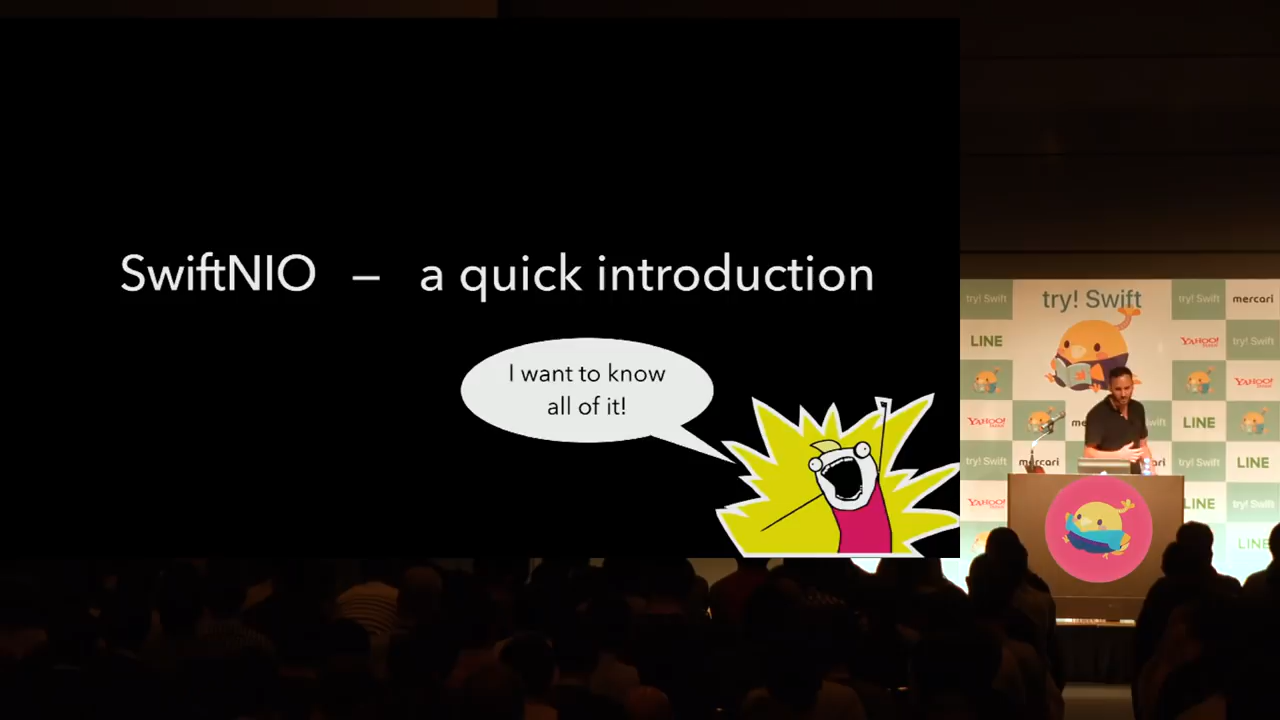 SwiftNIO – a quick introduction
I want to know
all of it!
try! Swift
try! Swift
try! Swift
mercari
LINE
YAHOO!
try! Swift
YAHOO!
YAHOO!
LINE
try! Swift
mercari
try! Swift
LINE
YAHOO!
LINE
try! Swift
LINE